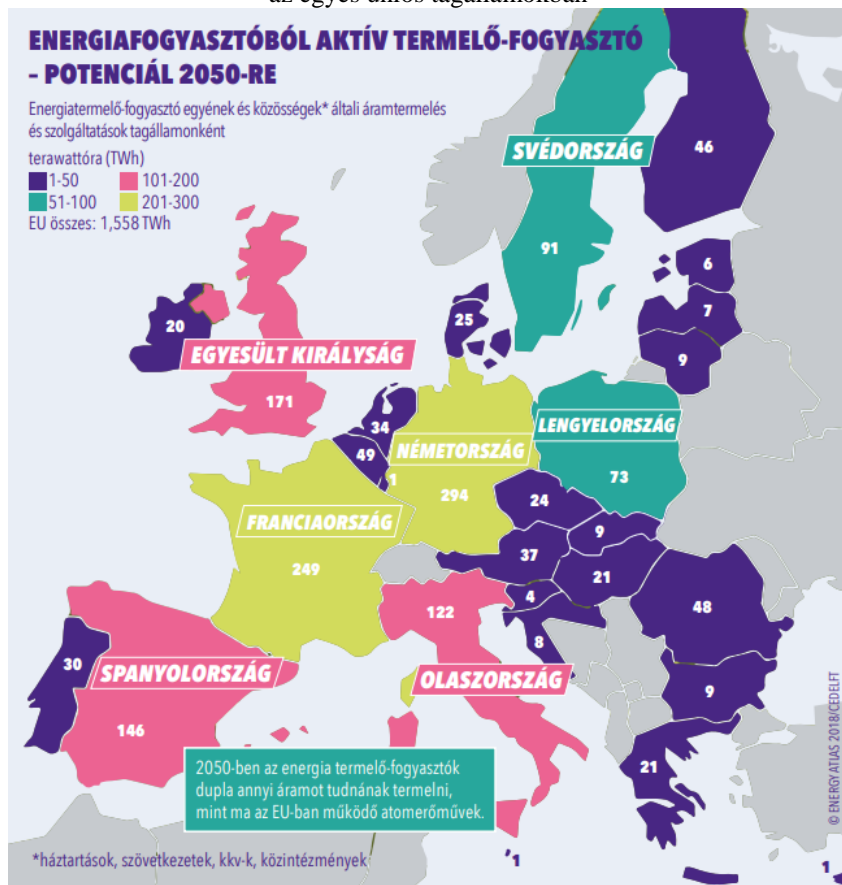 az egyes uniós tagállamokban
ENERGIAFOGYASZTÓBÓL AKTÍV TERMELŐ-FOGYASZTÓ
– POTENCIÁL 2050-RE
Energiatermelő-fogyasztó egyének és közösségek* általi áramtermelés
és szolgáltatások tagállamonként
terawattóra (TWh)
1-50
101-200
51-100
201-300
EU összes: 1,558 TWh
SVÉDORSZÁG
46
91
6
7
9
25
20
EGYESÜLT KIRÁLYSÁG
171
34
49
1
NÉMETORSZÁG
294
LENGYELORSZÁG
73
24
9
FRANCIAORSZÁG
249
37
21
4
8
48
122
9
30
SPANYOLORSZÁG
146
OLASZORSZÁG
21
2050-ben az energia termelő-fogyasztók
dupla annyi áramot tudnának termelni,
mint ma az EU-ban működő atomerőművek.
*háztartások, szövetkezetek, kkv-k, közintézmények
1
1
© ENERGY ATLAS 2018/CEDELFT